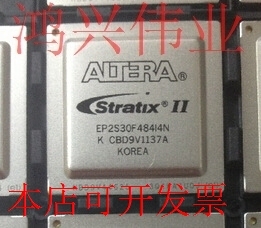 鸿兴伟业
ALTERA®
Stratix® II
EP2S30F484I4N
K CBD9V1137A
KOREA
本店可开发票